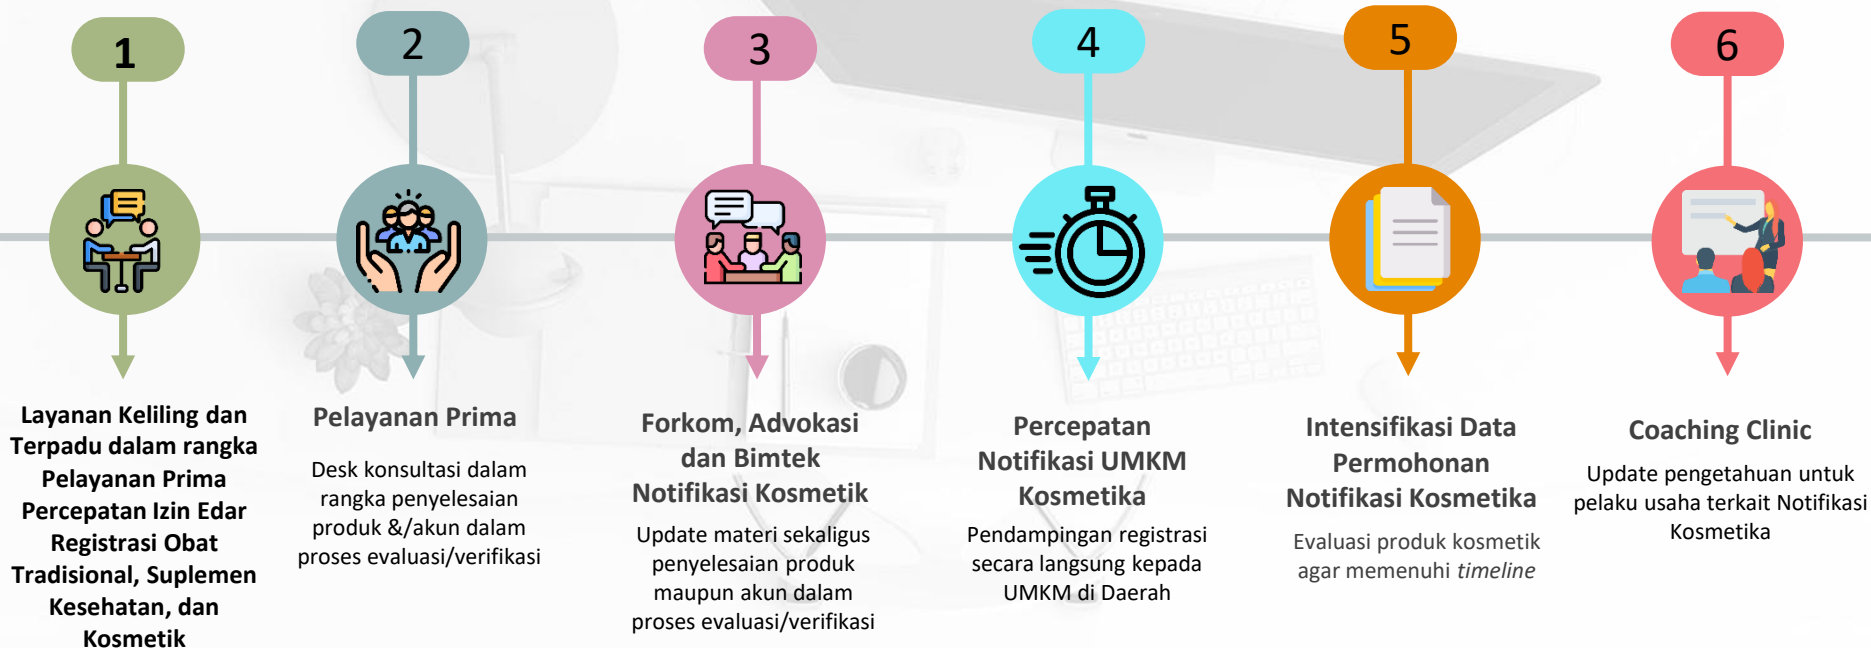 1
Layanan Keliling dan
Terpadu dalam rangka
Pelayanan Prima
Percepatan Izin Edar
Registrasi Obat
Tradisional, Suplemen
Kesehatan, dan
Kosmetik
2
Pelayanan Prima
Desk konsultasi dalam
rangka penyelesaian
produk &/akun dalam
proses evaluasi/verifikasi
3
Forkom, Advokasi
dan Bimtek
Notifikasi Kosmetik
Update materi sekaligus
penyelesaian produk
maupun akun dalam
proses evaluasi/verifikasi
4
Percepatan
Notifikasi UMKM
Kosmetika
Pendampingan registrasi
secara langsung kepada
UMKM di Daerah
5
Intensifikasi Data
Permohonan
Notifikasi Kosmetika
Evaluasi produk kosmetik
agar memenuhi timeline
6
Coaching Clinic
Update pengetahuan untuk
pelaku usaha terkait Notifikasi
Kosmetika